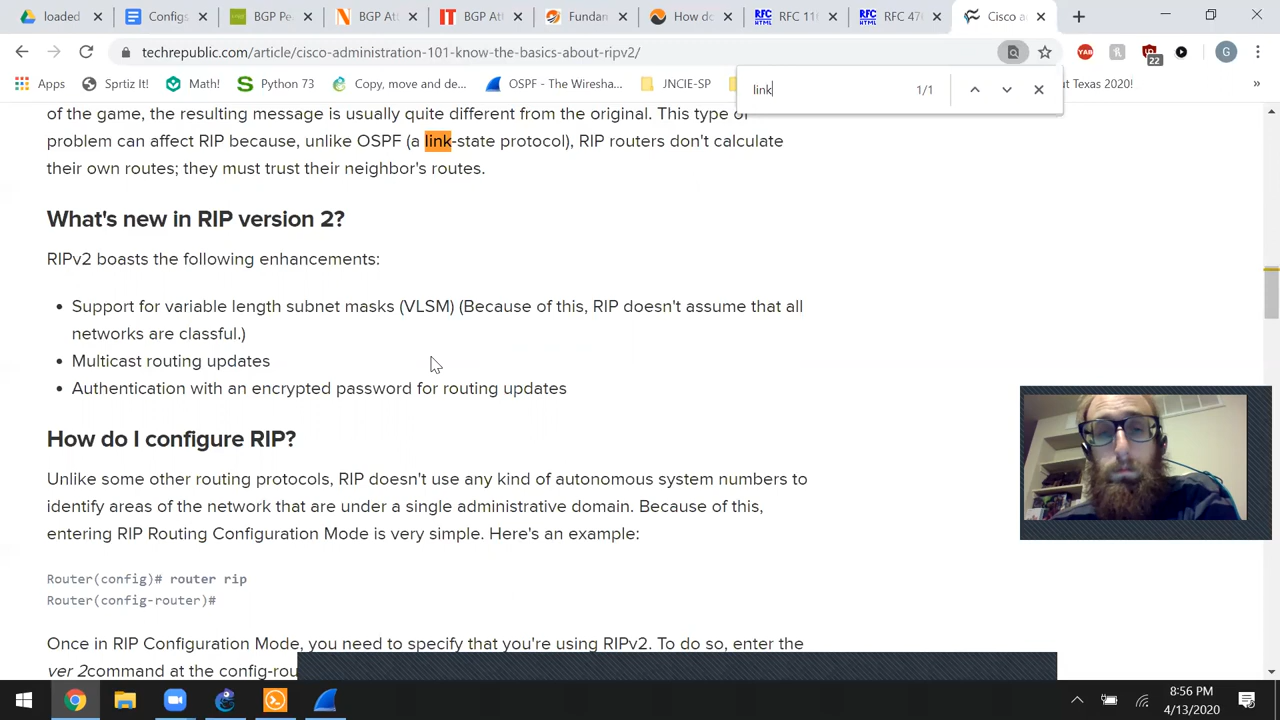 loaded
Configs
BGP Pe
BGP At
BGP At
Fundan
How do
RFC 11
RFC 47
Cisco a
techrepublic.com/article/cisco-administration-101-know-the-basics-about-ripv2/
YAB
22
G
Apps
Sprtiz It!
Math!
Python 73
Copy, move and de...
OSPF - The Wiresha...
JNCIE-SP
ut Texas 2020!
»
link
1/1
of the game, the resulting message is usually quite different from the original. This type of
problem can affect RIP because, unlike OSPF (a link-state protocol), RIP routers don't calculate
their own routes; they must trust their neighbor's routes.
What's new in RIP version 2?
RIPv2 boasts the following enhancements:
• Support for variable length subnet masks (VLSM) (Because of this, RIP doesn't assume that all
networks are classful.)
• Multicast routing updates
• Authentication with an encrypted password for routing updates
How do I configure RIP?
Unlike some other routing protocols, RIP doesn't use any kind of autonomous system numbers to
identify areas of the network that are under a single administrative domain. Because of this,
entering RIP Routing Configuration Mode is very simple. Here's an example:
Router(config)# router rip
Router(config-router)#
Once in RIP Configuration Mode, you need to specify that you're using RIPv2. To do so, enter the
ver 2command at the config-rou
8:56 PM
4/13/2020